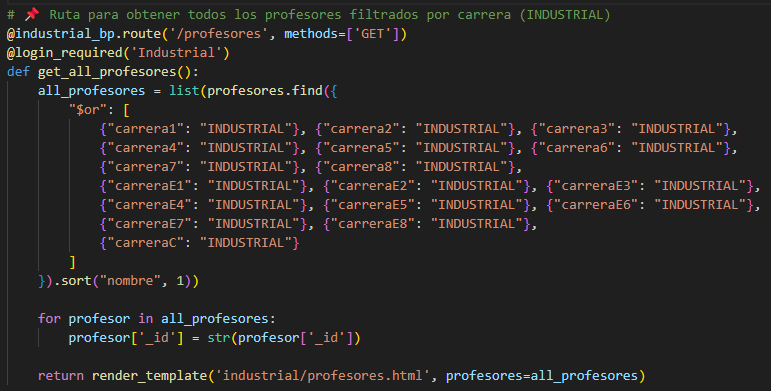 # 📌 Ruta para obtener todos los profesores filtrados por carrera (INDUSTRIAL)
@industrial_bp.route('/profesores', methods=['GET'])
@login_required('Industrial')
def get_all_profesores():
    all_profesores = list(profesores.find({
        "$or": [
            {"carrera1": "INDUSTRIAL"}, {"carrera2": "INDUSTRIAL"}, {"carrera3": "INDUSTRIAL"},
            {"carrera4": "INDUSTRIAL"}, {"carrera5": "INDUSTRIAL"}, {"carrera6": "INDUSTRIAL"},
            {"carrera7": "INDUSTRIAL"}, {"carrera8": "INDUSTRIAL"},
            {"carreraE1": "INDUSTRIAL"}, {"carreraE2": "INDUSTRIAL"}, {"carreraE3": "INDUSTRIAL"},
            {"carreraE4": "INDUSTRIAL"}, {"carreraE5": "INDUSTRIAL"}, {"carreraE6": "INDUSTRIAL"},
            {"carreraE7": "INDUSTRIAL"}, {"carreraE8": "INDUSTRIAL"},
            {"carreraC": "INDUSTRIAL"}
        ]
    }).sort("nombre", 1))
    for profesor in all_profesores:
        profesor['_id'] = str(profesor['_id'])
    return render_template('industrial/profesores.html', profesores=all_profesores)